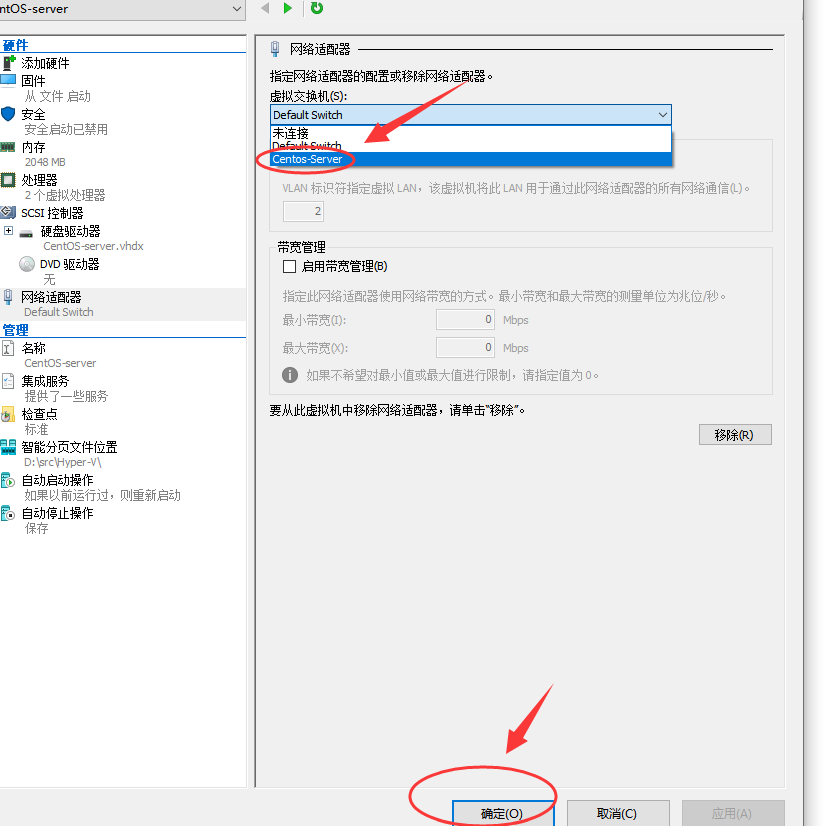 ntOS-server
硬件
添加硬件
固件
从 文件 启动
安全
安全启动已禁用
内存
2048 MB
处理器
2 个虚拟处理器
SCSI 控制器
硬盘驱动器
CentOS-server.vhdx
DVD 驱动器
无
网络适配器
Default Switch
管理
名称
CentOS-server
集成服务
提供了一些服务
检查点
标准
智能分页文件位置
D:\src\Hyper-V\
自动启动操作
如果以前运行过，则重新启动
自动停止操作
保存
网络适配器
指定网络适配器的配置或移除网络适配器。
虚拟交换机(S):
Default Switch
未连接
Default Switch
Centos-Server
VLAN 标识符指定虚拟 LAN，该虚拟机将此 LAN 用于通过此网络适配器的所有网络通信(L)。
2
带宽管理
启用带宽管理(B)
指定此网络适配器使用网络带宽的方式。最小带宽和最大带宽的测量单位为兆位/秒。
最小带宽(I): 0 Mbps
最大带宽(X): 0 Mbps
如果不希望对最小值或最大值进行限制，请指定值为 0。
要从此虚拟机中移除网络适配器，请单击"移除"。
移除(R)
确定(O) 取消(C) 应用(A)